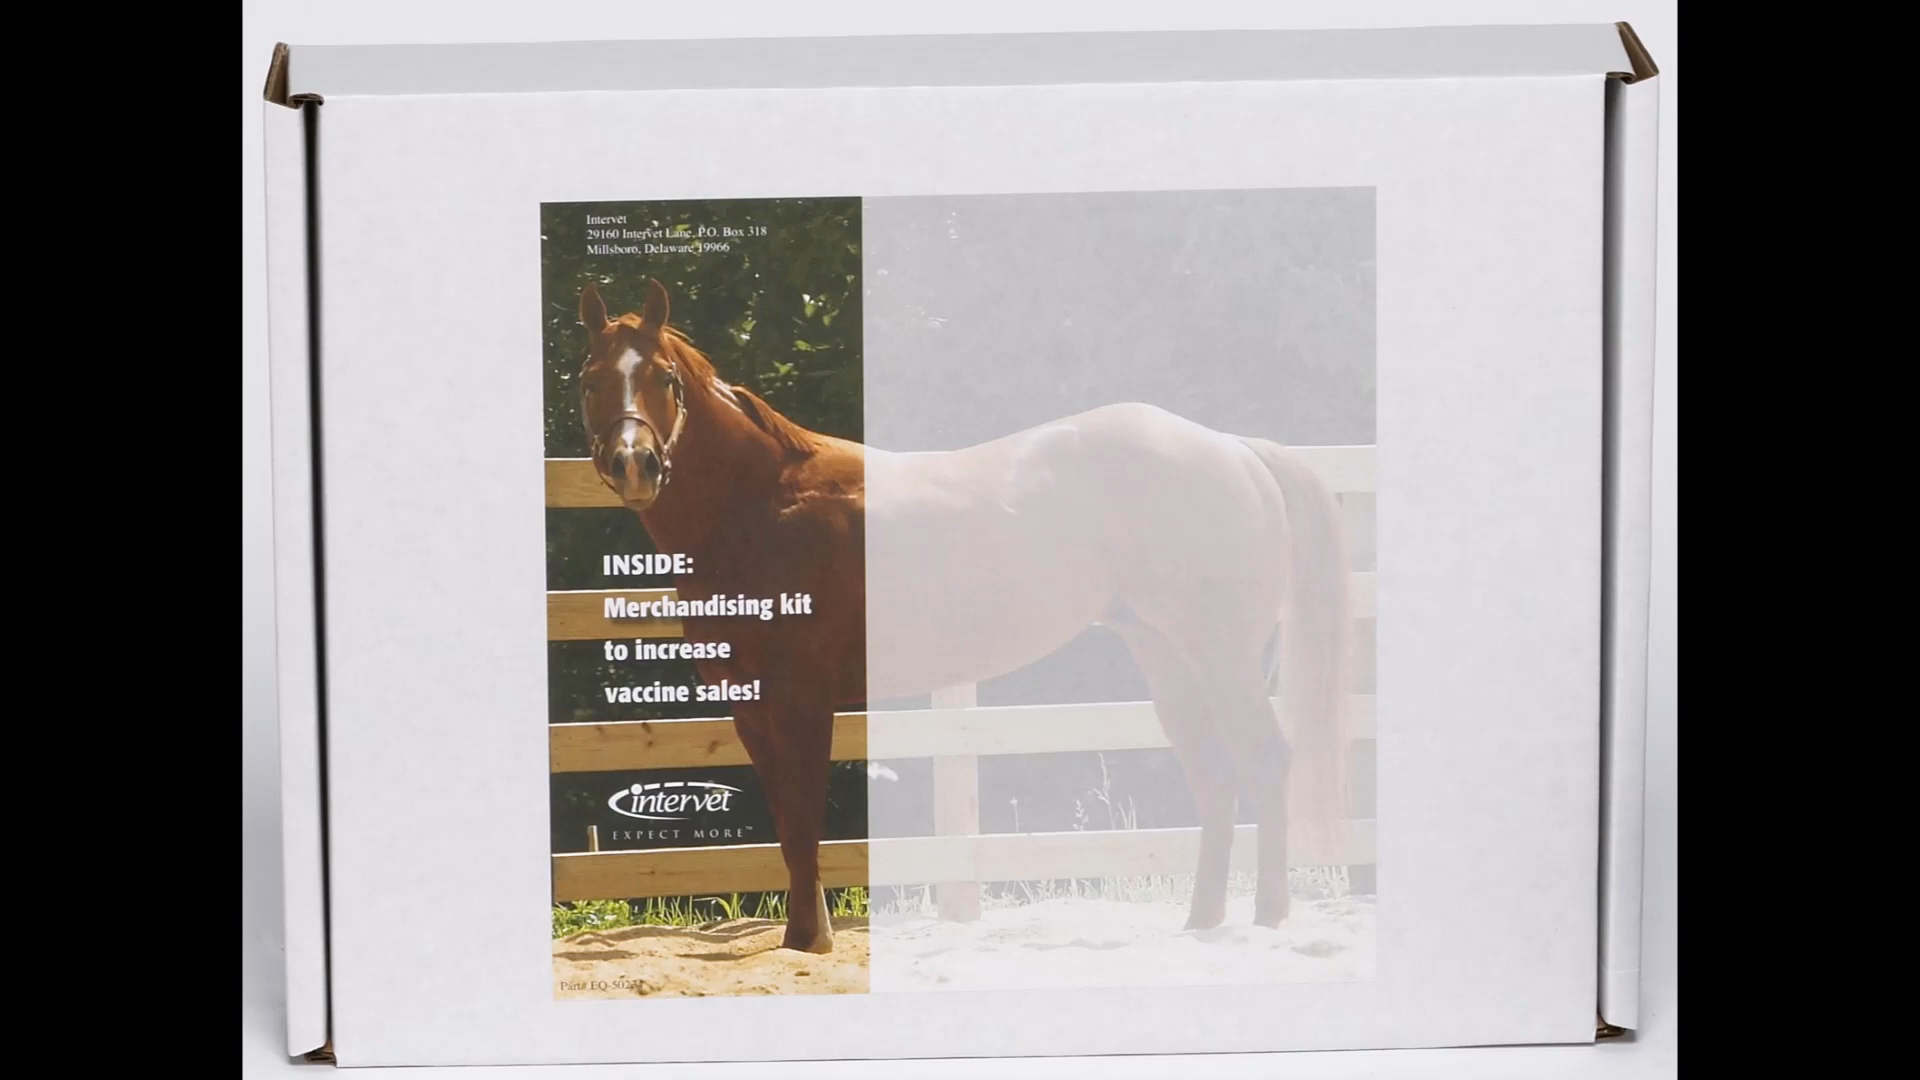 Intervet
29160 Intervet Lane, P.O. Box 318
Millsboro, Delaware 19966
INSIDE:
Merchandising kit
to increase
vaccine sales!
intervet
EXPECT MORE™
Part#